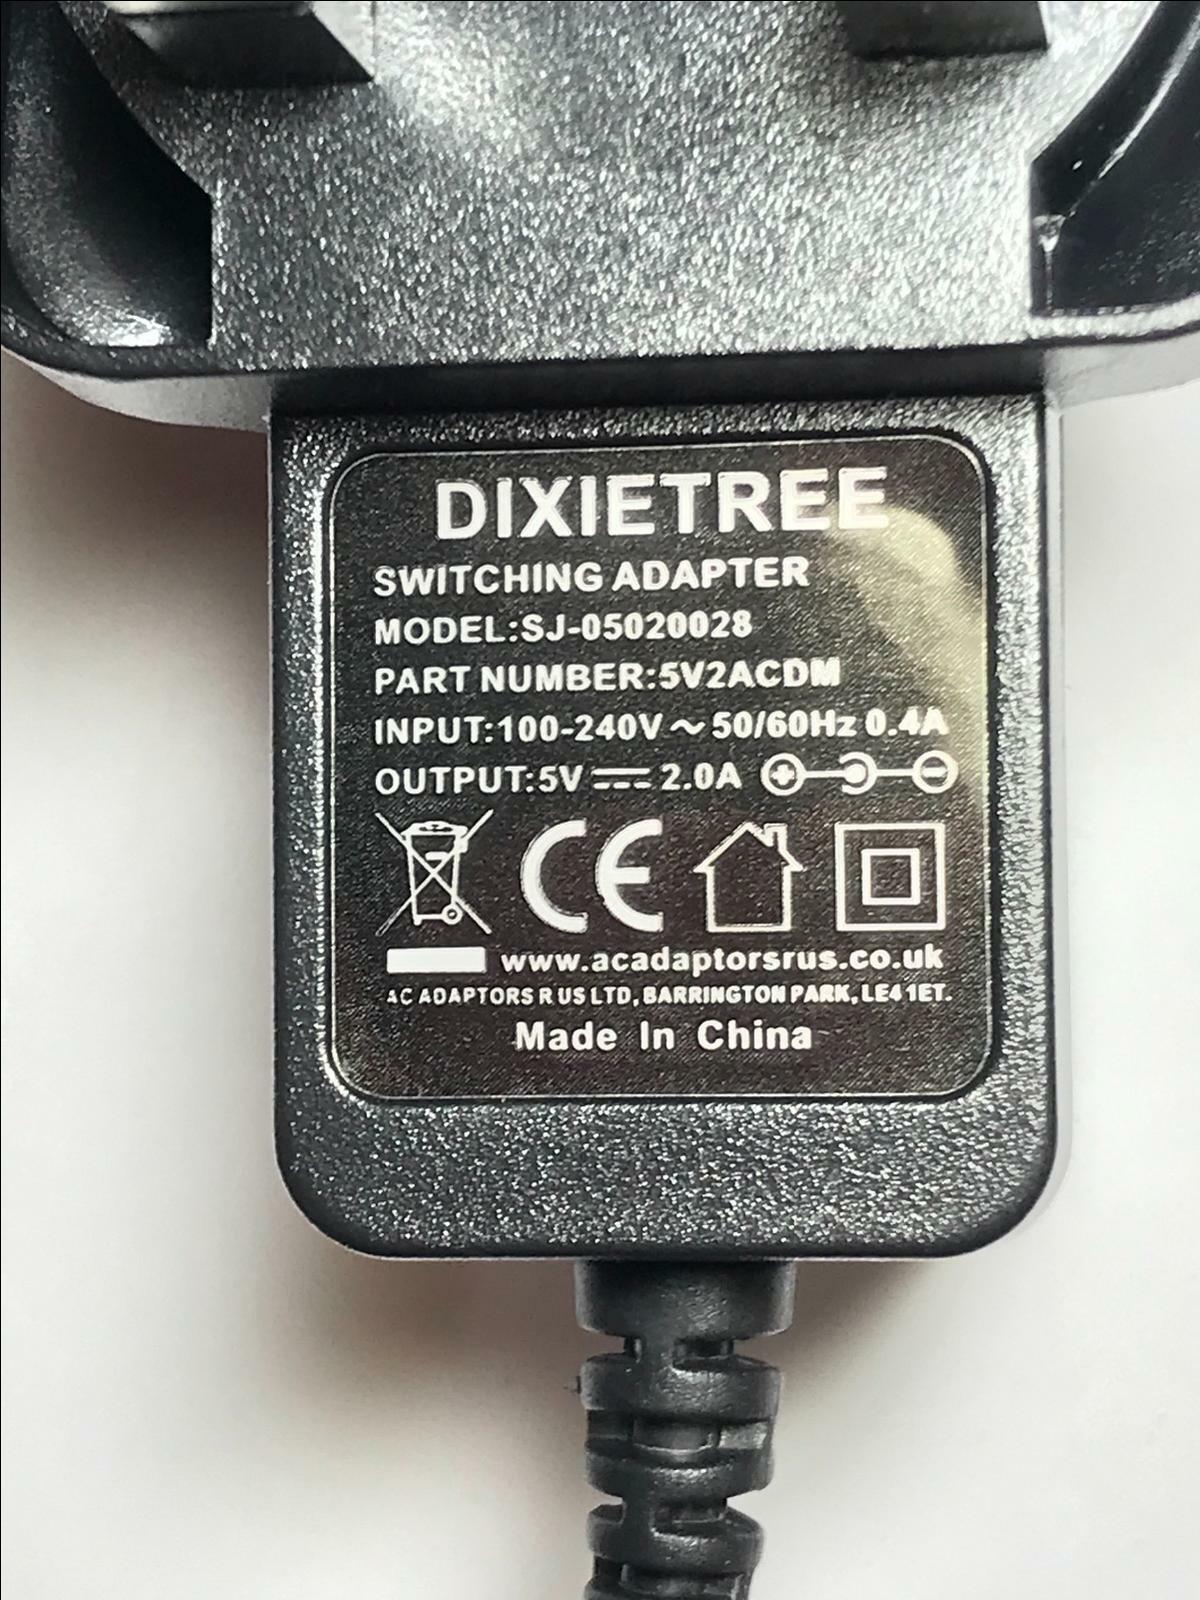 DIXIETREE
SWITCHING ADAPTER
MODEL:SJ-05020028
PART NUMBER:5V2ACDM
INPUT:100-240V ~ 50/60Hz 0.4A
OUTPUT:5V ⎓ 2.0A
CE
www.acadaptorsrus.co.uk
AC ADAPTORS R US LTD, BARRINGTON PARK, LE4 1ET.
Made In China